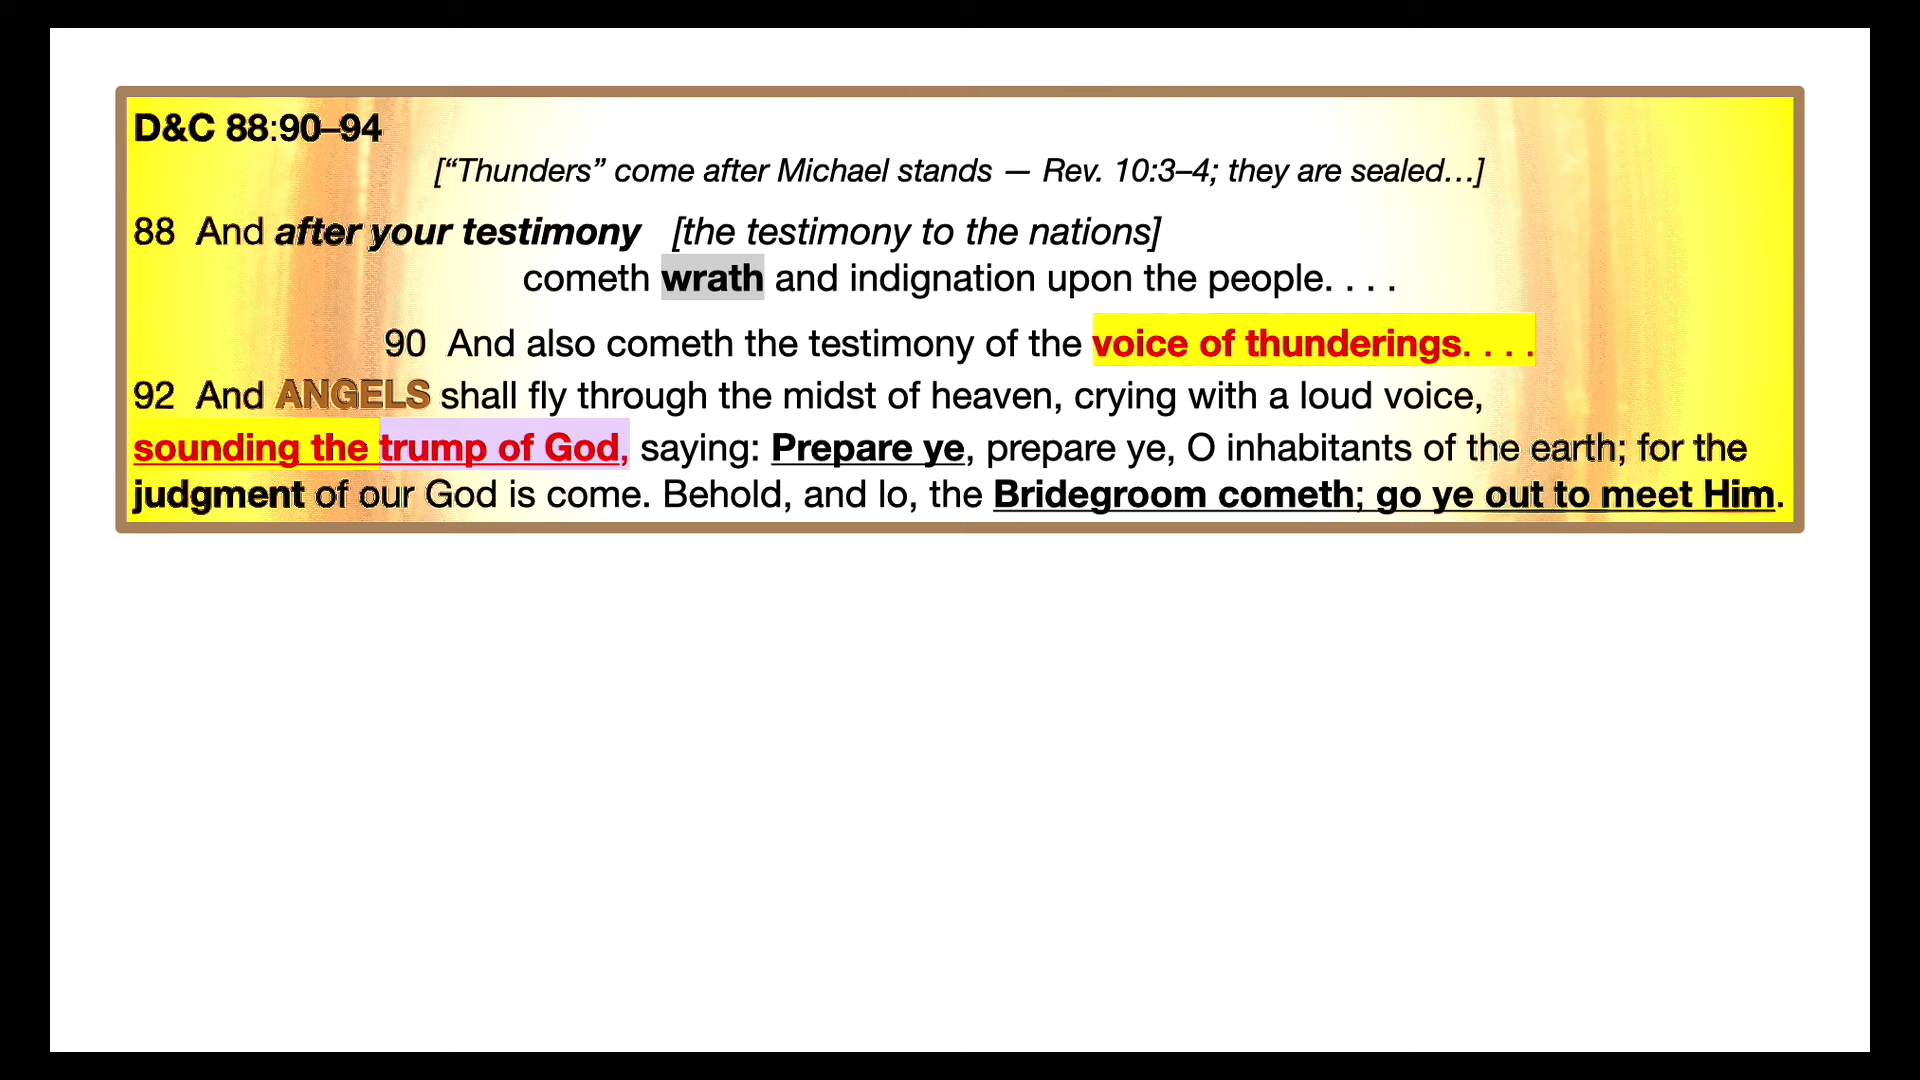 D&C 88:90–94
[“Thunders” come after Michael stands — Rev. 10:3–4; they are sealed…]
88 And after your testimony [the testimony to the nations]
cometh wrath and indignation upon the people. . . .
90 And also cometh the testimony of the voice of thunderings. . . .
92 And ANGELS shall fly through the midst of heaven, crying with a loud voice,
sounding the trump of God, saying: Prepare ye, prepare ye, O inhabitants of the earth; for the
judgment of our God is come. Behold, and lo, the Bridegroom cometh; go ye out to meet Him.